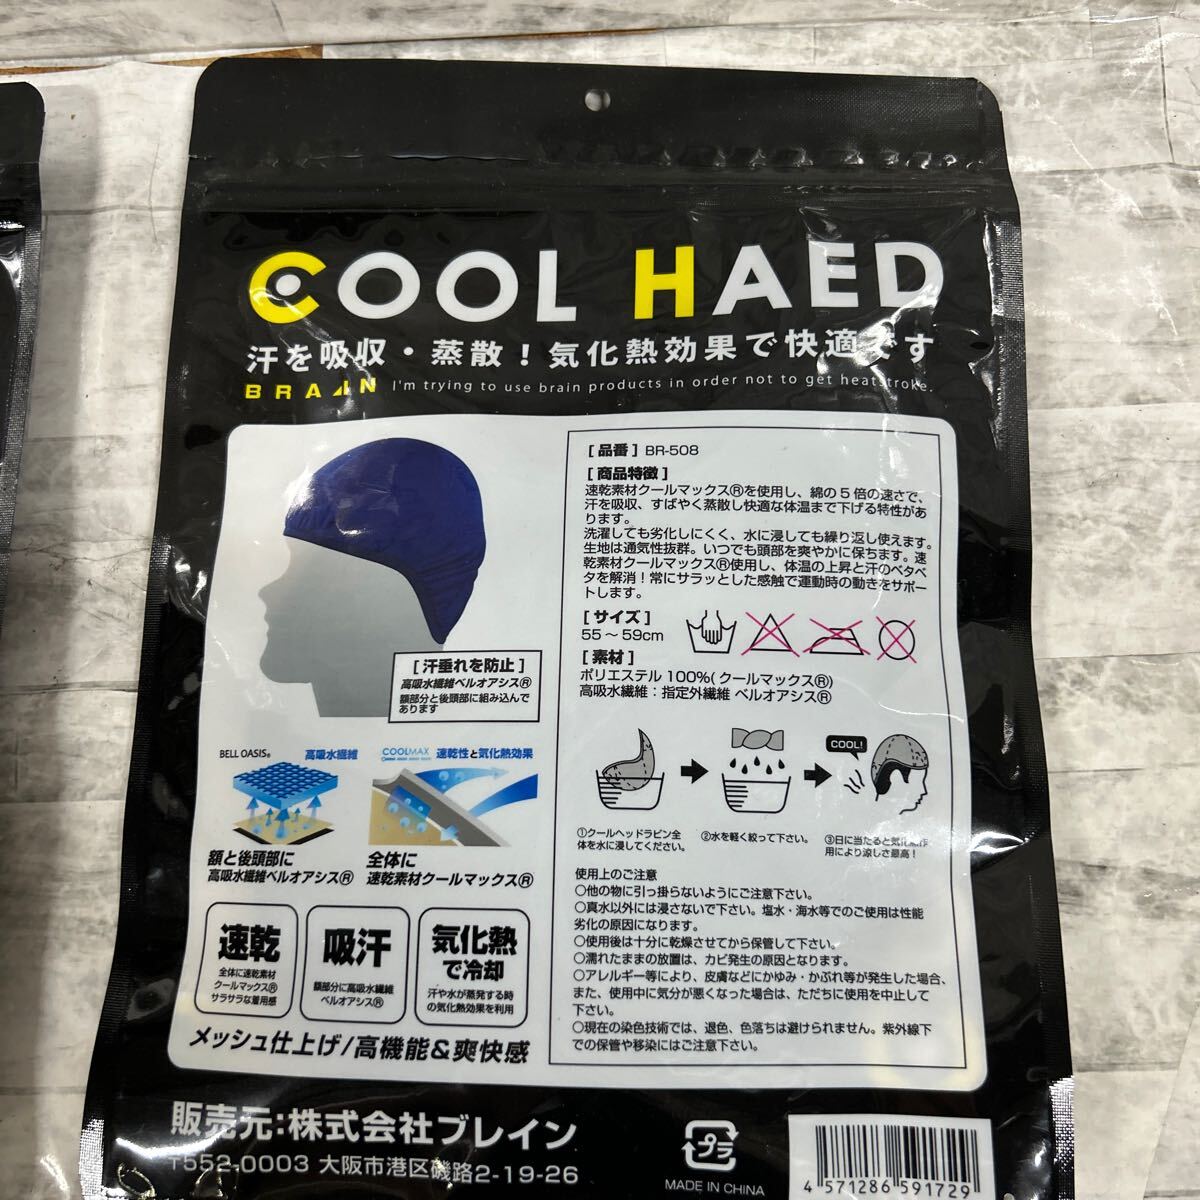 COOL HAED
汗を吸収・蒸散！気化熱効果で快適です
BRAIN I'm trying to use brain products in order not to get heatstroke.
[品番] BR-508
[商品特徴]
速乾素材クールマックス®を使用し、綿の5倍の速さで、
汗を吸収、すばやく蒸散し快適な体温まで下げる特性があ
ります。
洗濯しても劣化しにくく、水に浸しても繰り返し使えます。
生地は通気性抜群。いつでも頭部を爽やかに保ちます。速
乾素材クールマックス®使用し、体温の上昇と汗のベタベ
タを解消！常にサラッとした感触で運動時の動きをサポー
トします。
[サイズ]
55～59cm
[素材]
ポリエステル 100%(クールマックス®)
高吸水繊維：指定外繊維 ベルオアシス®
[汗垂れを防止]
高吸水繊維ベルオアシス®
額部分と後頭部に組み込んで
あります
BELL OASIS® 高吸水繊維
額と後頭部に
高吸水繊維ベルオアシス®
COOLMAX 速乾性と気化熱効果
全体に
速乾素材クールマックス®
COOL!
①クールヘッドラビン全
体を水に浸してください。
②水を軽く絞って下さい。
③日に当たると気化熱作
用により涼しさ最高！
使用上のご注意
○他の物に引っ掛らないようにご注意下さい。
○真水以外には浸さないで下さい。塩水・海水等でのご使用は性能
劣化の原因になります。
○使用後は十分に乾燥させてから保管して下さい。
○濡れたままの放置は、カビ発生の原因となります。
○アレルギー等により、皮膚などにかゆみ・かぶれ等が発生した場合、
また、使用中に気分が悪くなった場合は、ただちに使用を中止して
下さい。
○現在の染色技術では、退色、色落ちは避けられません。紫外線下
での保管や移染にはご注意下さい。
速乾
全体に速乾素材
クールマックス®
サラサラな着用感
吸汗
額部分に高吸水繊維
ベルオアシス®
気化熱
で冷却
汗や水が蒸発する時
の気化熱効果を利用
メッシュ仕上げ/高機能&爽快感
販売元:株式会社ブレイン
〒552-0003 大阪市港区磯路2-19-26
プラ
MADE IN CHINA
4 571286 591729